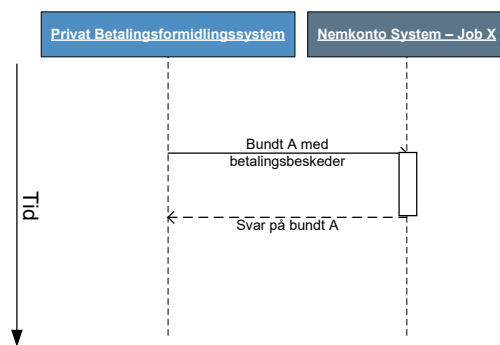 Privat Betalingsformidlingssystem
Nemkonto System – Job X
Bundt A med
betalingsbeskeder
Svar på bundt A
Tid